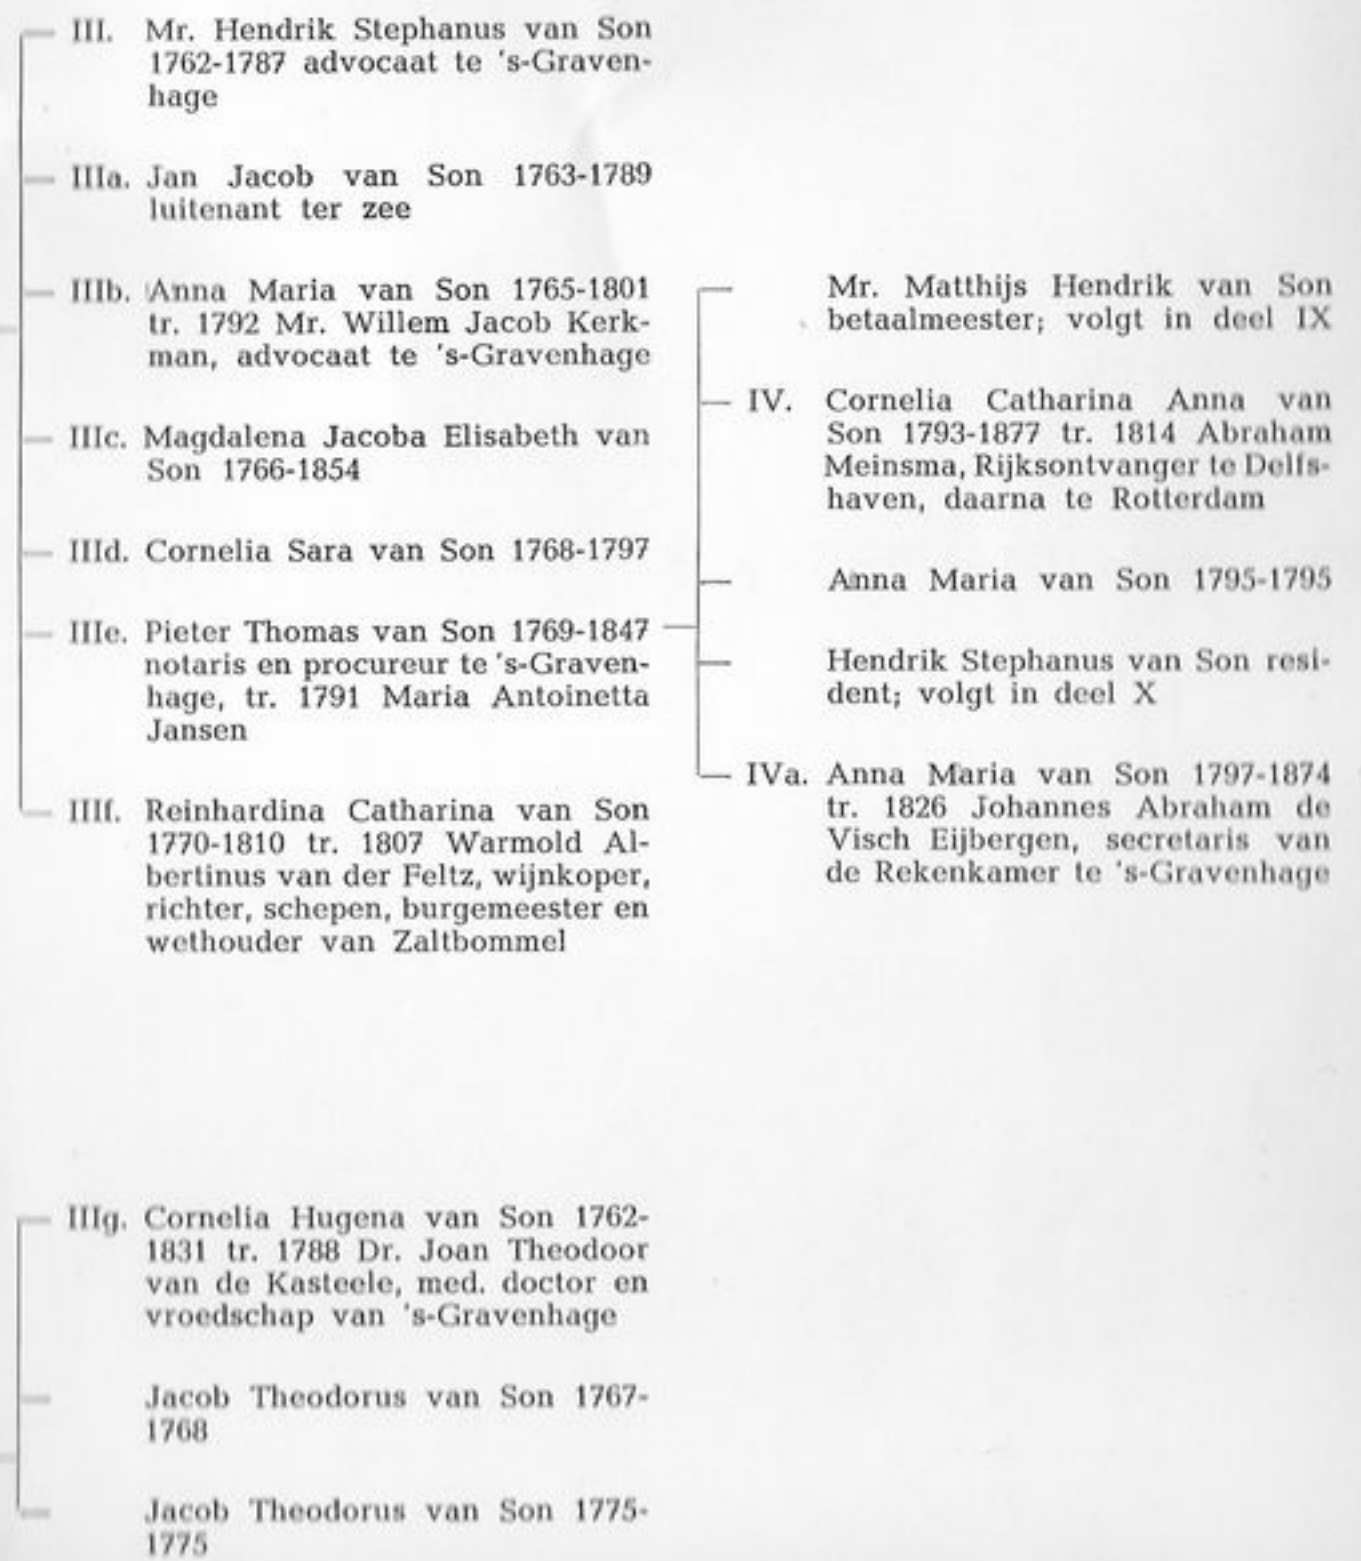 III. Mr. Hendrik Stephanus van Son
1762-1787 advocaat te 's-Graven-
hage
IIIa. Jan Jacob van Son 1763-1789
luitenant ter zee
IIIb. Anna Maria van Son 1765-1801
tr. 1792 Mr. Willem Jacob Kerk-
man, advocaat te 's-Gravenhage
IIIc. Magdalena Jacoba Elisabeth van
Son 1766-1854
IIId. Cornelia Sara van Son 1768-1797
IIIe. Pieter Thomas van Son 1769-1847
notaris en procureur te 's-Graven-
hage, tr. 1791 Maria Antoinetta
Jansen
IIIf. Reinhardina Catharina van Son
1770-1810 tr. 1807 Warmold Al-
bertinus van der Feltz, wijnkoper,
richter, schepen, burgemeester en
wethouder van Zaltbommel
Mr. Matthijs Hendrik van Son
betaalmeester; volgt in deel IX
IV. Cornelia Catharina Anna van
Son 1793-1877 tr. 1814 Abraham
Meinsma, Rijksontvanger te Delfs-
haven, daarna te Rotterdam
Anna Maria van Son 1795-1795
Hendrik Stephanus van Son resi-
dent; volgt in deel X
IVa. Anna Maria van Son 1797-1874
tr. 1826 Johannes Abraham de
Visch Eijbergen, secretaris van
de Rekenkamer te 's-Gravenhage
IIIg. Cornelia Hugena van Son 1762-
1831 tr. 1788 Dr. Joan Theodoor
van de Kasteele, med. doctor en
vroedschap van 's-Gravenhage
Jacob Theodorus van Son 1767-
1768
Jacob Theodorus van Son 1775-
1775